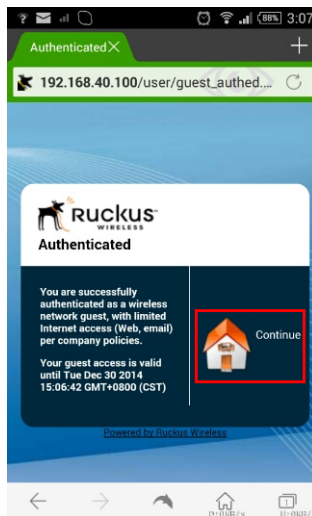 88% 3:07
Authenticated
192.168.40.100/user/guest_authed....
RUCKUS
WIRELESS
Authenticated
You are successfully
authenticated as a wireless
network guest, with limited
Internet access (Web, email)
per company policies.
Your guest access is valid
until Tue Dec 30 2014
15:06:42 GMT+0800 (CST)
Continue
Powered by Ruckus Wireless